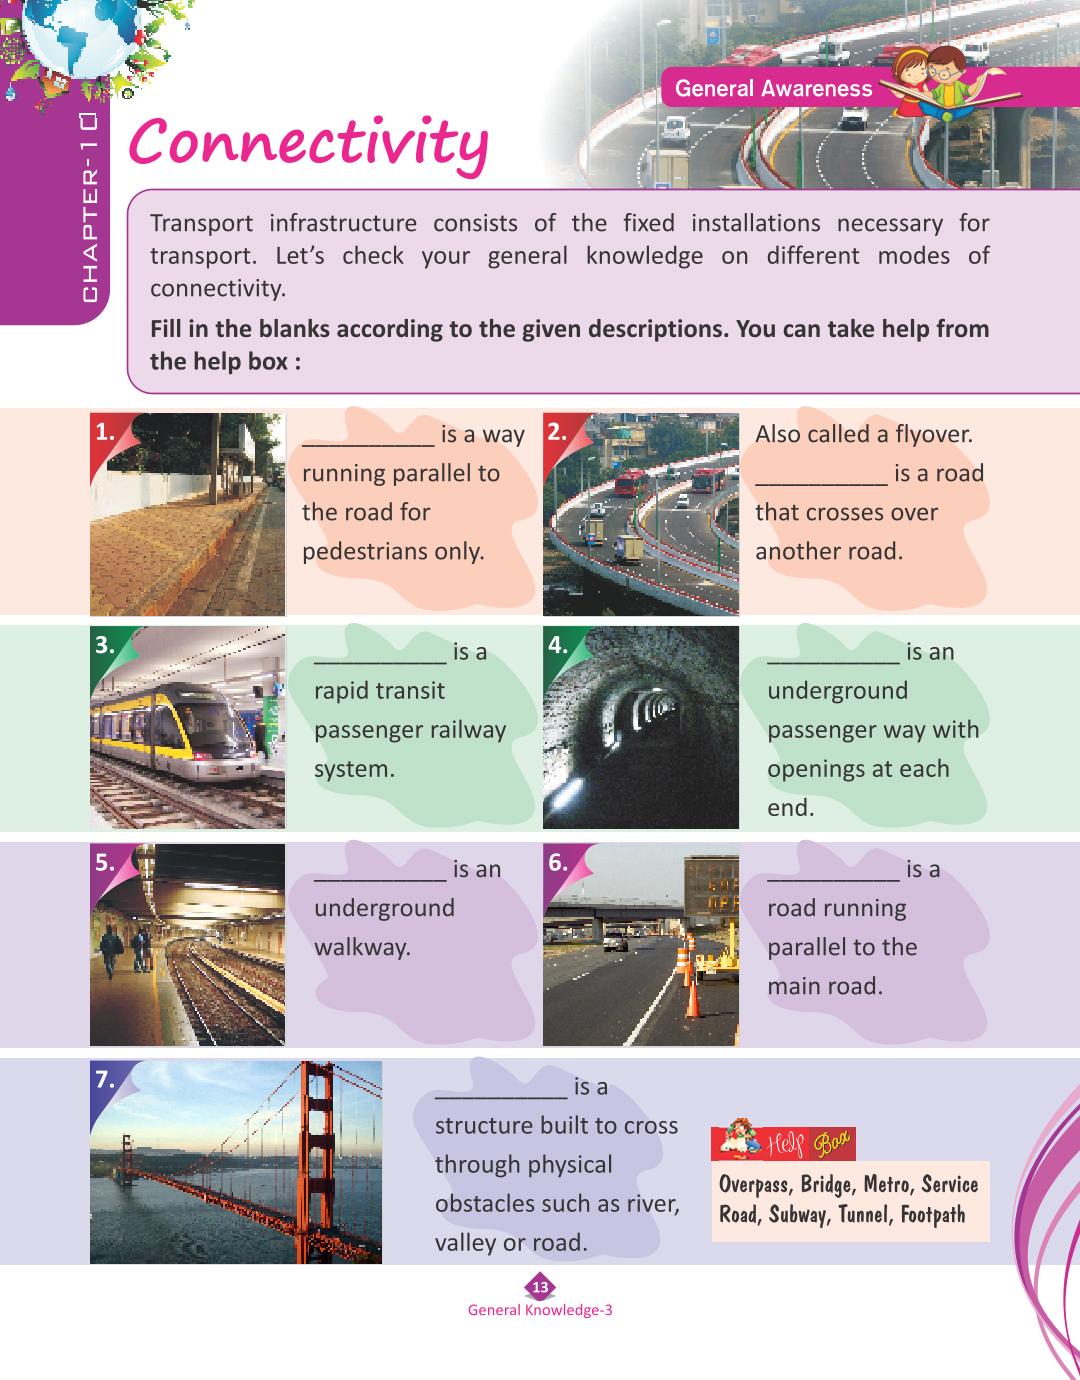 General Awareness
CHAPTER-10
Connectivity
Transport infrastructure consists of the fixed installations necessary for
transport. Let’s check your general knowledge on different modes of
connectivity.
Fill in the blanks according to the given descriptions. You can take help from
the help box :
1.
__________ is a way
running parallel to
the road for
pedestrians only.
2.
Also called a flyover.
__________ is a road
that crosses over
another road.
3.
__________ is a
rapid transit
passenger railway
system.
4.
__________ is an
underground
passenger way with
openings at each
end.
5.
__________ is an
underground
walkway.
6.
__________ is a
road running
parallel to the
main road.
7.
__________ is a
structure built to cross
through physical
obstacles such as river,
valley or road.
Help Box
Overpass, Bridge, Metro, Service
Road, Subway, Tunnel, Footpath
13
General Knowledge-3